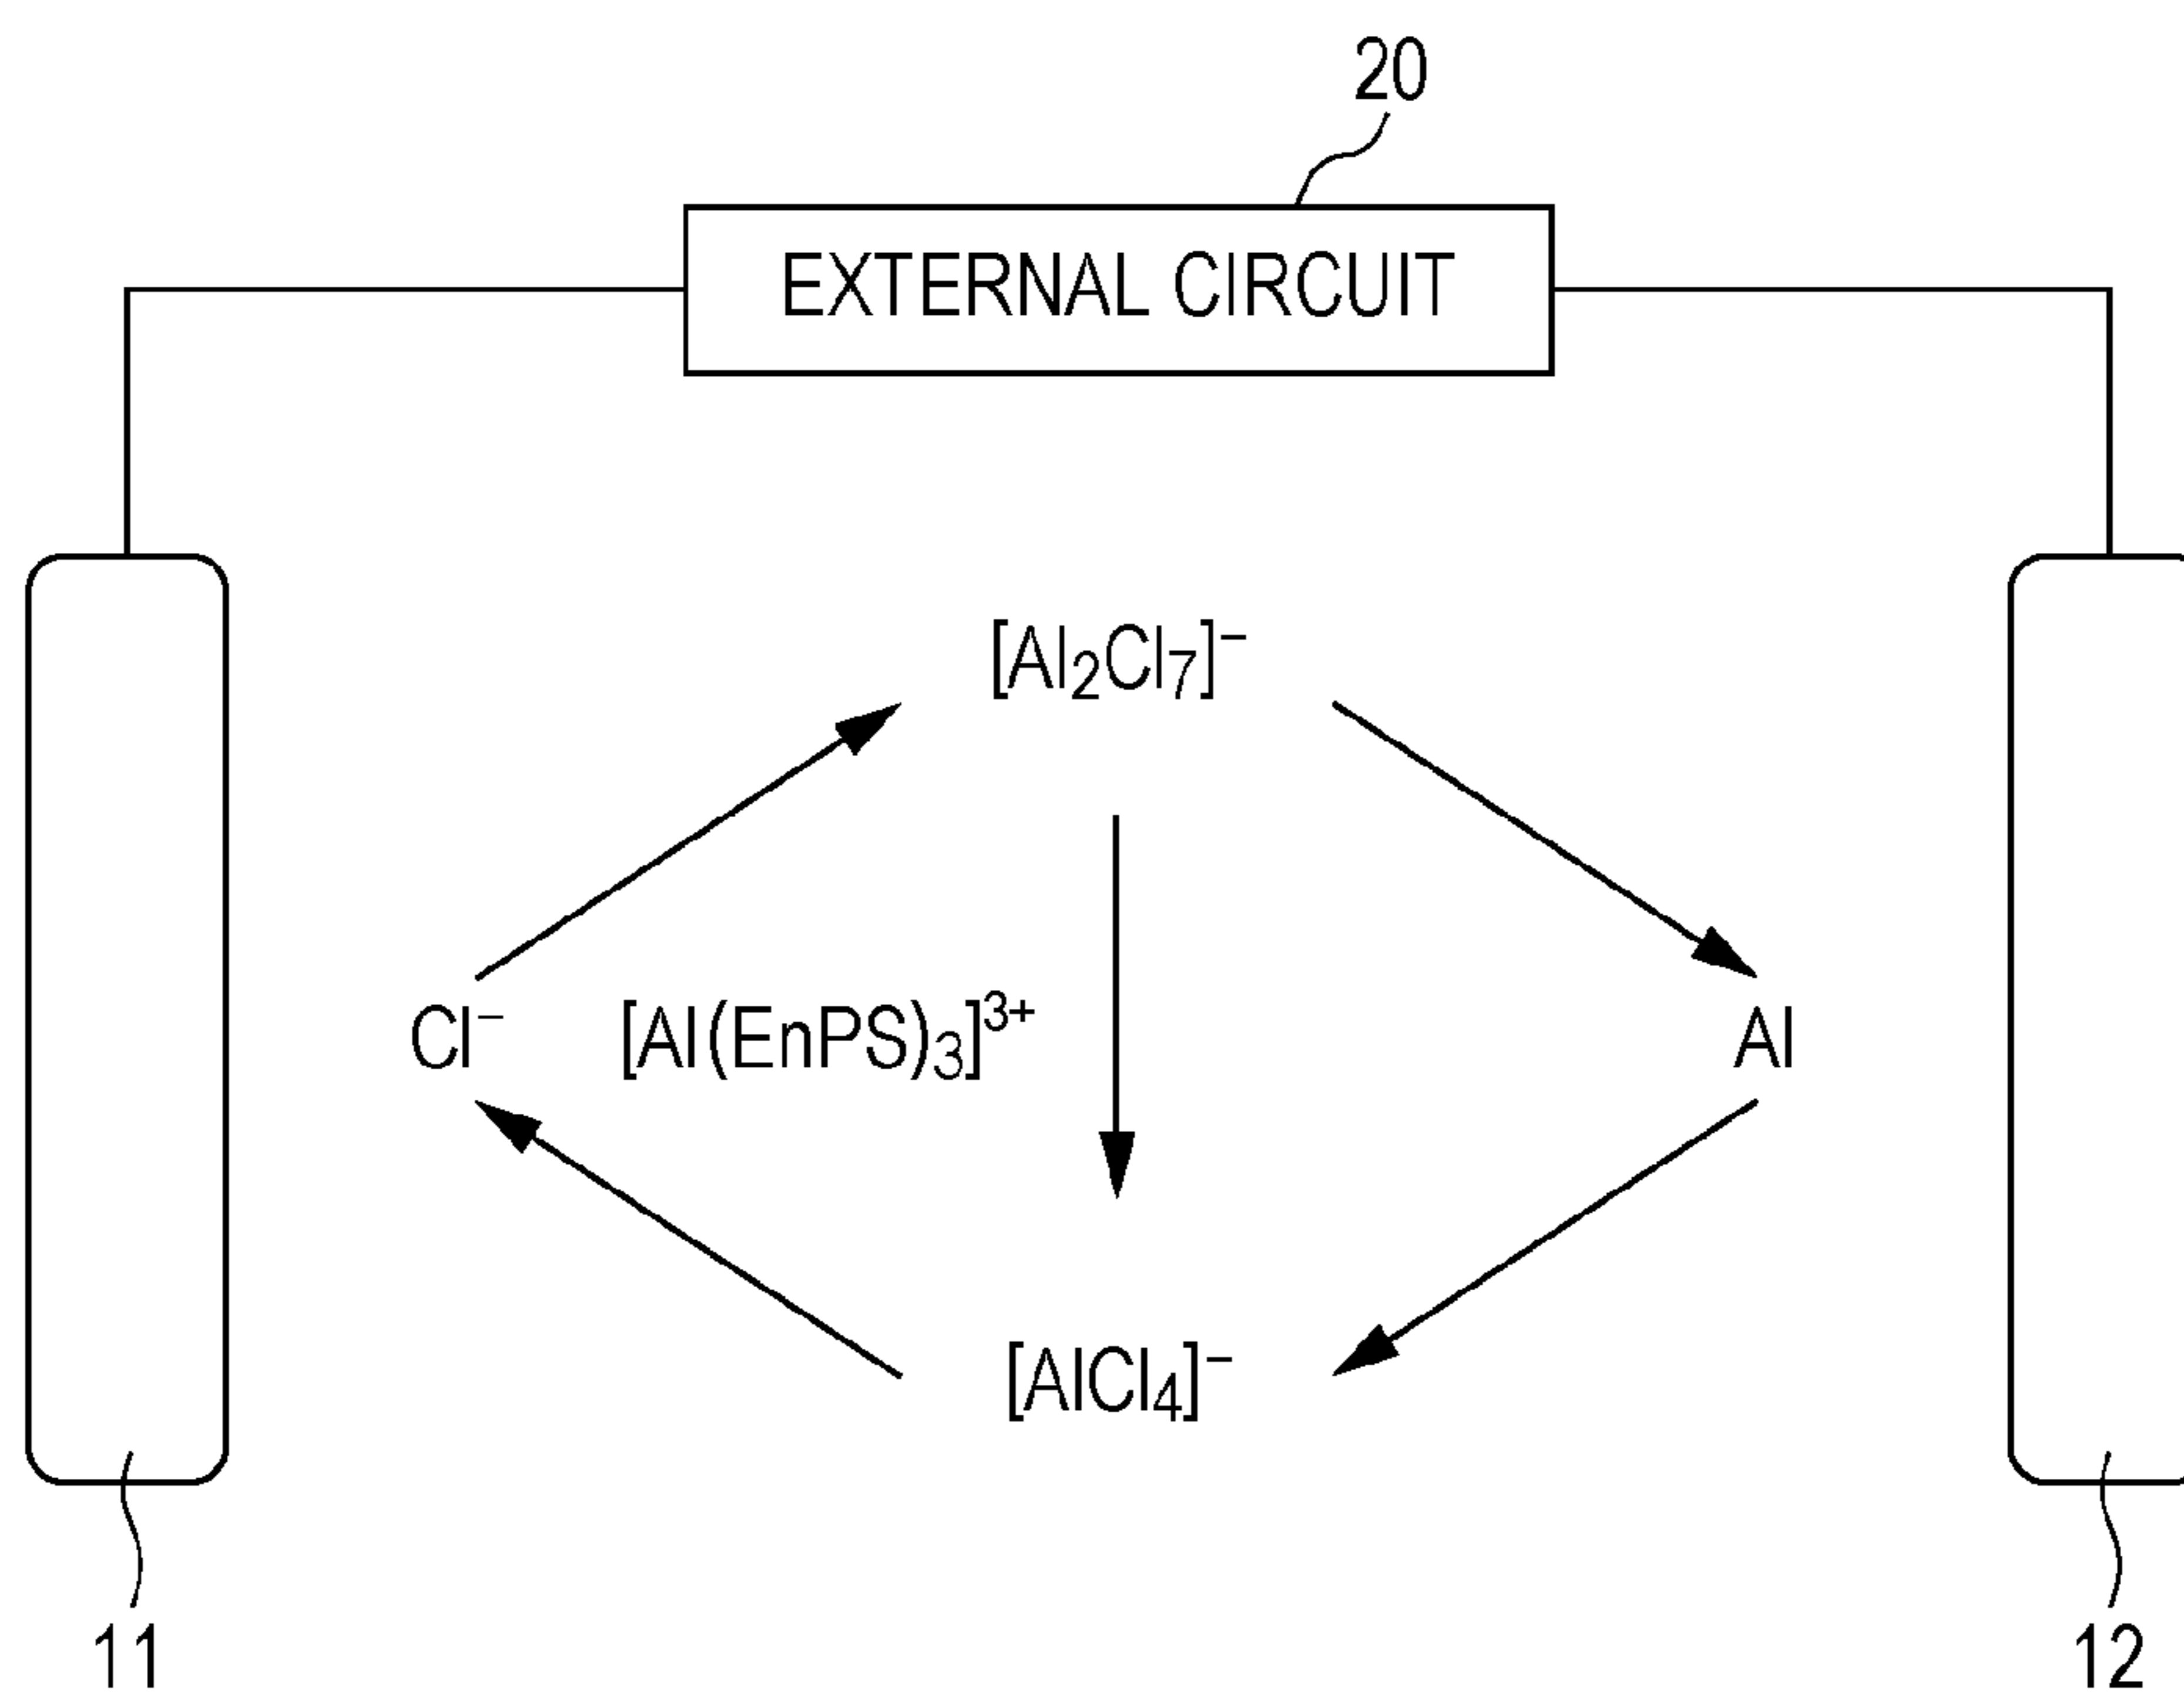 20
EXTERNAL CIRCUIT
[Al₂Cl₇]⁻
Cl⁻ [Al(EnPS)₃]³⁺ Al
[AlCl₄]⁻
11 12